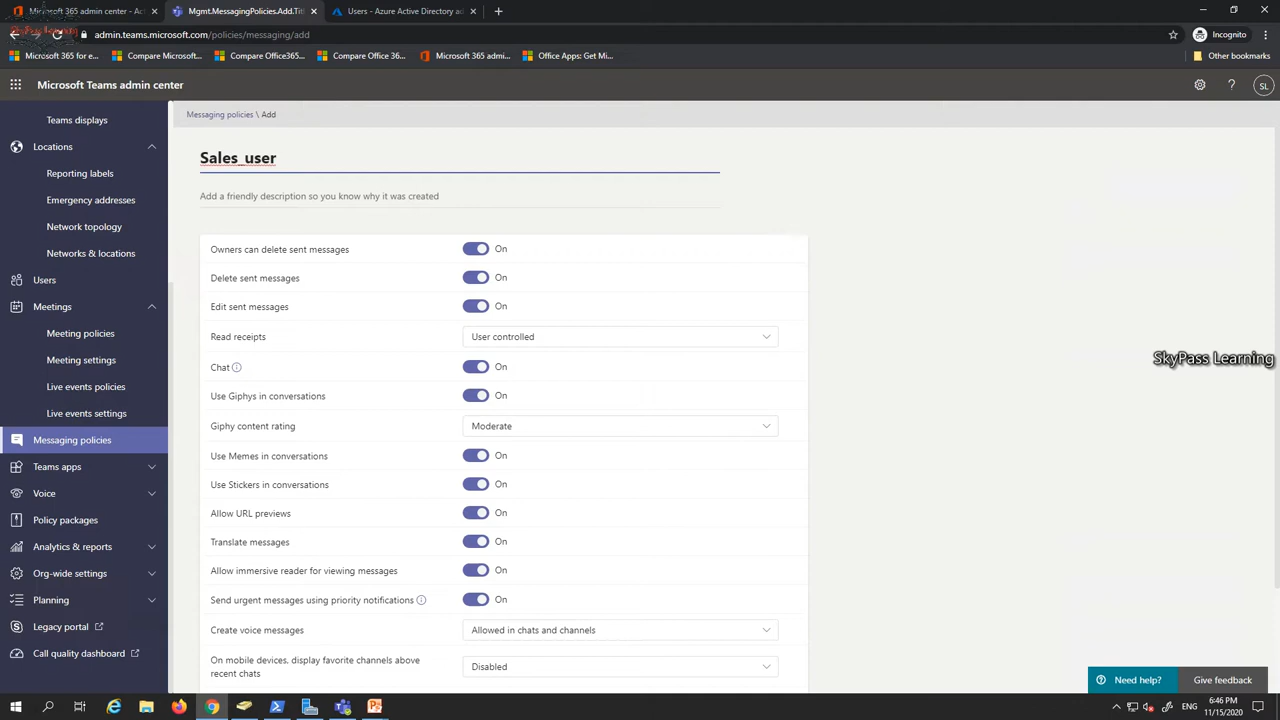 Microsoft 365 admin center - Ac
Mgmt.Mgmt.MessagingAdd.Titl
Users - Azure Active Directory ad
admin.teams.microsoft.com/policies/messaging/add
Incognito
Microsoft 365 for e...
Compare Microsoft...
Compare Office365...
Compare Office 36...
Microsoft 365 admi...
Office Apps: Get Mi...
Other bookmarks
Microsoft Teams admin center
SL
Teams displays
Locations
Reporting labels
Emergency addresses
Network topology
Networks & locations
Users
Meetings
Meeting policies
Meeting settings
Live events policies
Live events settings
Messaging policies
Teams apps
Voice
Policy packages
Analytics & reports
Org-wide settings
Planning
Legacy portal
Call quality dashboard
Messaging policies \ Add
Sales_user
Add a friendly description so you know why it was created
Owners can delete sent messages On
Delete sent messages On
Edit sent messages On
Read receipts User controlled
Chat On
Use Giphys in conversations On
Giphy content rating Moderate
Use Memes in conversations On
Use Stickers in conversations On
Allow URL previews On
Translate messages On
Allow immersive reader for viewing messages On
Send urgent messages using priority notifications On
Create voice messages Allowed in chats and channels
On mobile devices, display favorite channels above
recent chats Disabled
SkyPass Learning
Need help?
Give feedback
ENG
6:46 PM
11/15/2020